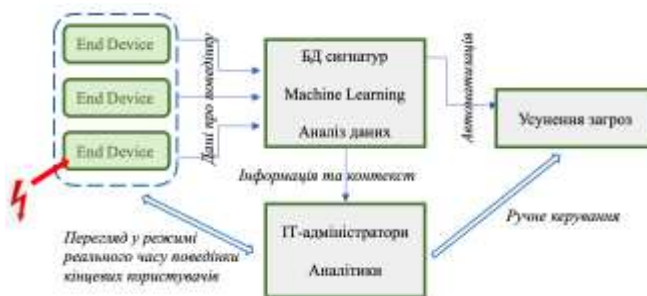 End Device
End Device
End Device
Дані про поведінку
БД сигнатур
Machine Learning
Аналіз даних
Автоматизація
Усунення загроз
Інформація та контекст
Перегляд у режимі
реального часу поведінки
кінцевих користувачів
ІТ-адміністратори
Аналітики
Ручне керування